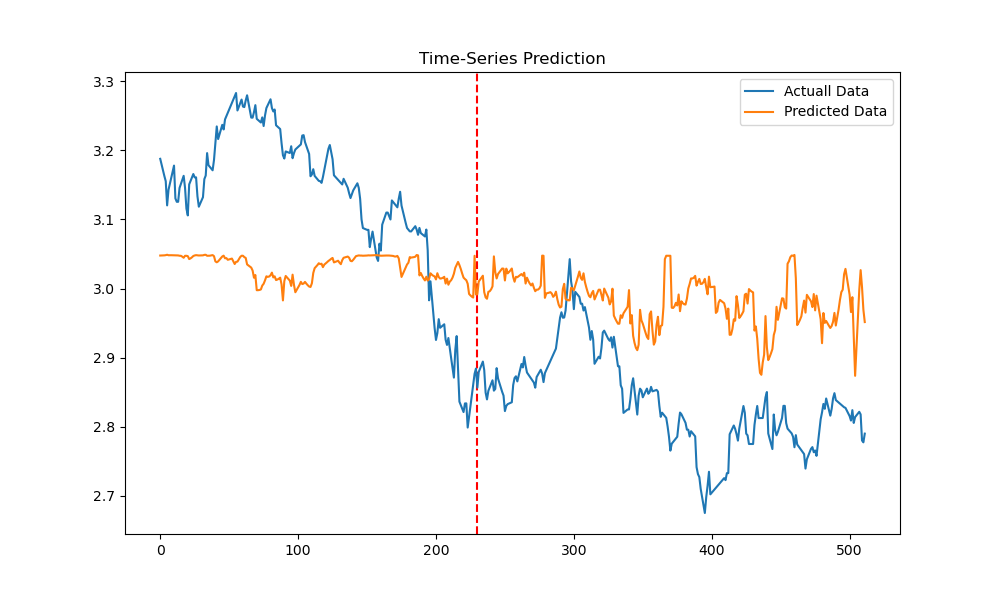 Time-Series Prediction
Actuall Data
Predicted Data
3.3
3.2
3.1
3.0
2.9
2.8
2.7
0 100 200 300 400 500